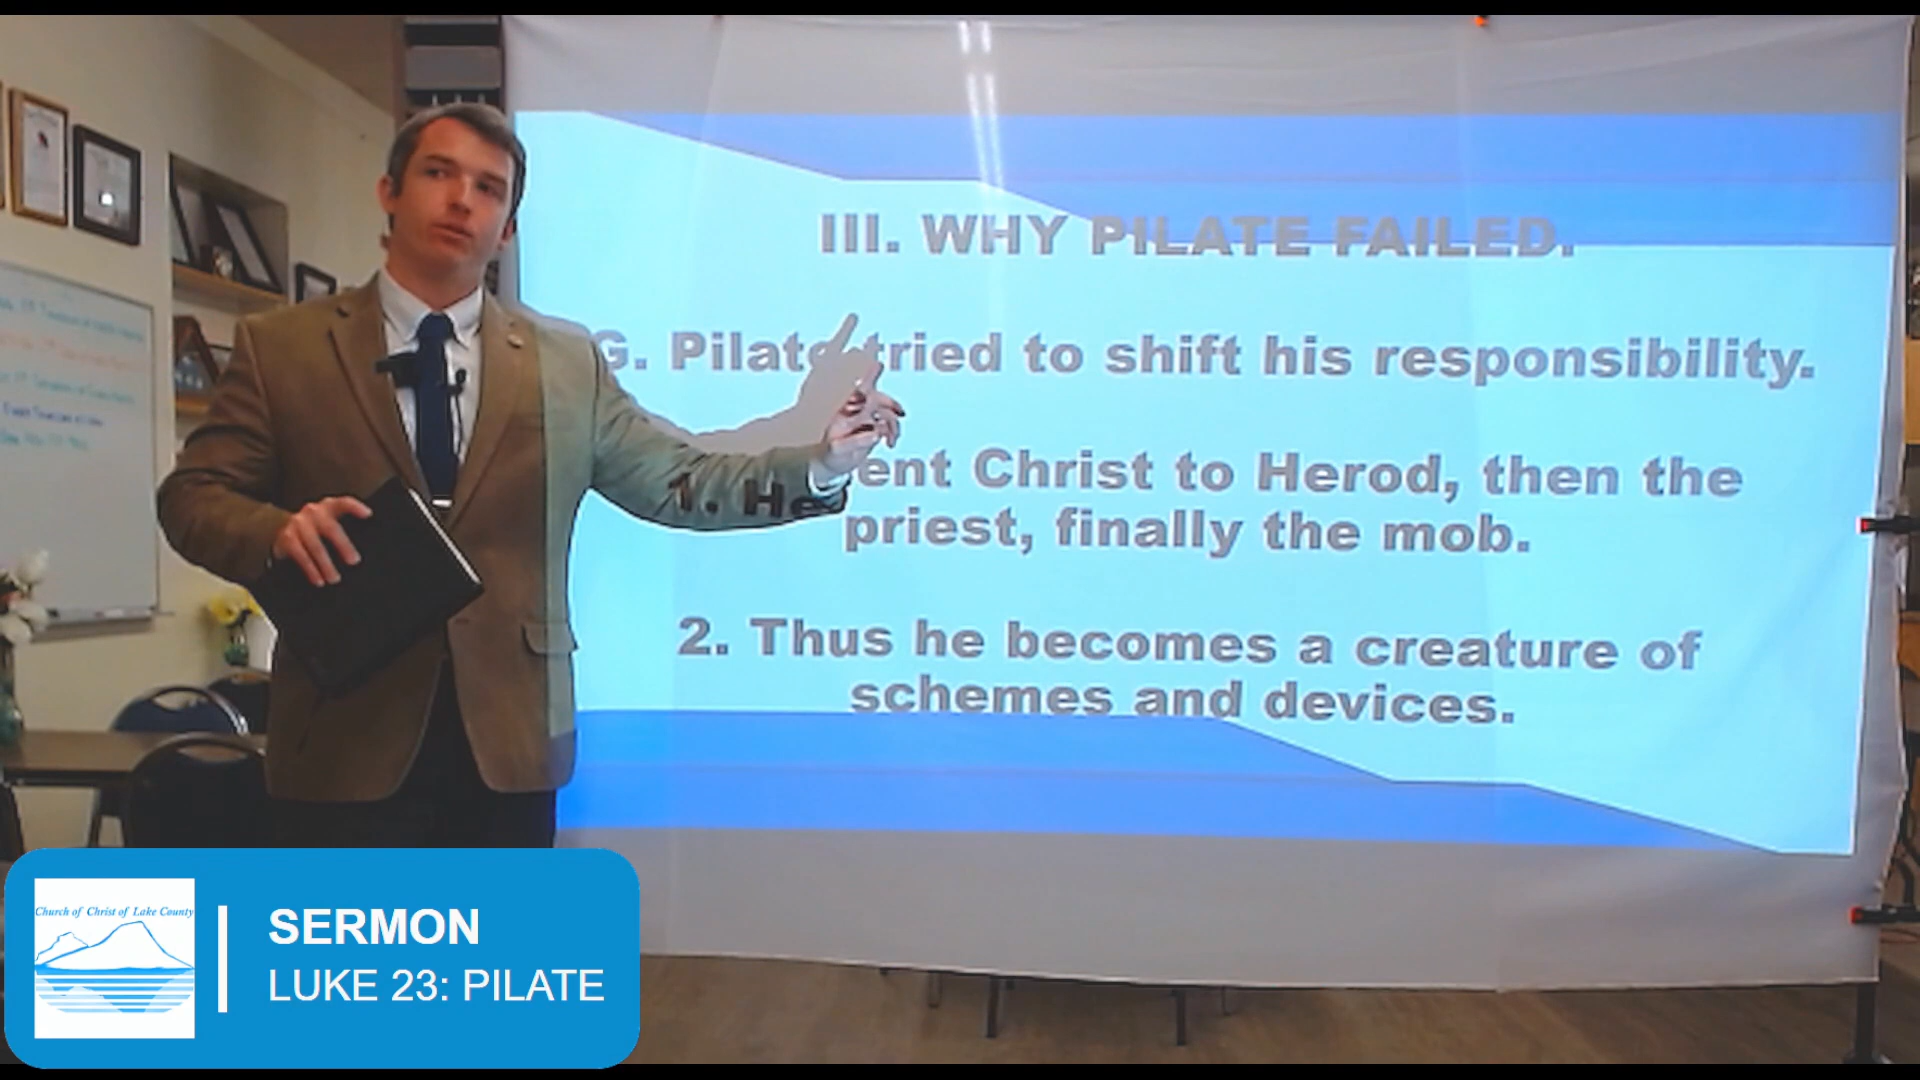 III. WHY PILATE FAILED.
G. Pilate tried to shift his responsibility.
1. He ent Christ to Herod, then the
priest, finally the mob.
2. Thus he becomes a creature of
schemes and devices.
Church of Christ of Lake County
SERMON
LUKE 23: PILATE